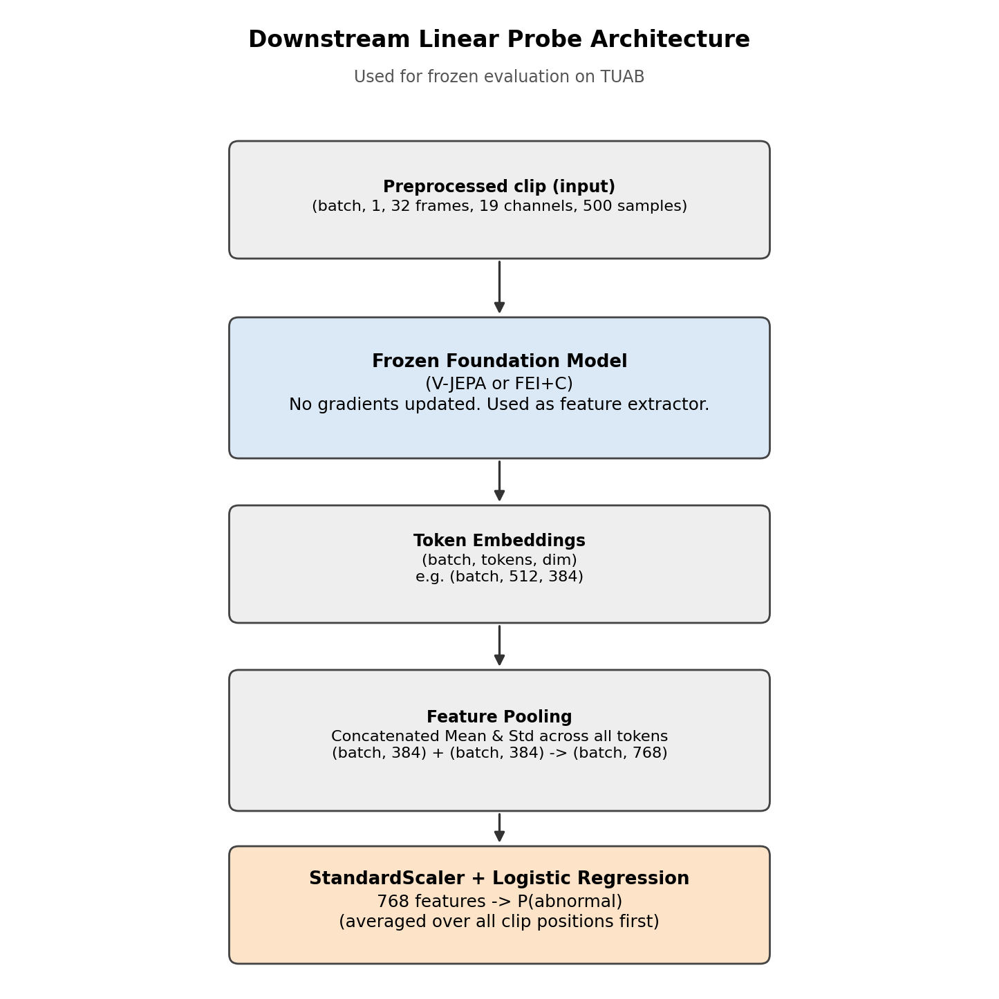 Downstream Linear Probe Architecture
Used for frozen evaluation on TUAB
Preprocessed clip (input)
(batch, 1, 32 frames, 19 channels, 500 samples)
Frozen Foundation Model
(V-JEPA or FEI+C)
No gradients updated. Used as feature extractor.
Token Embeddings
(batch, tokens, dim)
e.g. (batch, 512, 384)
Feature Pooling
Concatenated Mean & Std across all tokens
(batch, 384) + (batch, 384) -> (batch, 768)
StandardScaler + Logistic Regression
768 features -> P(abnormal)
(averaged over all clip positions first)